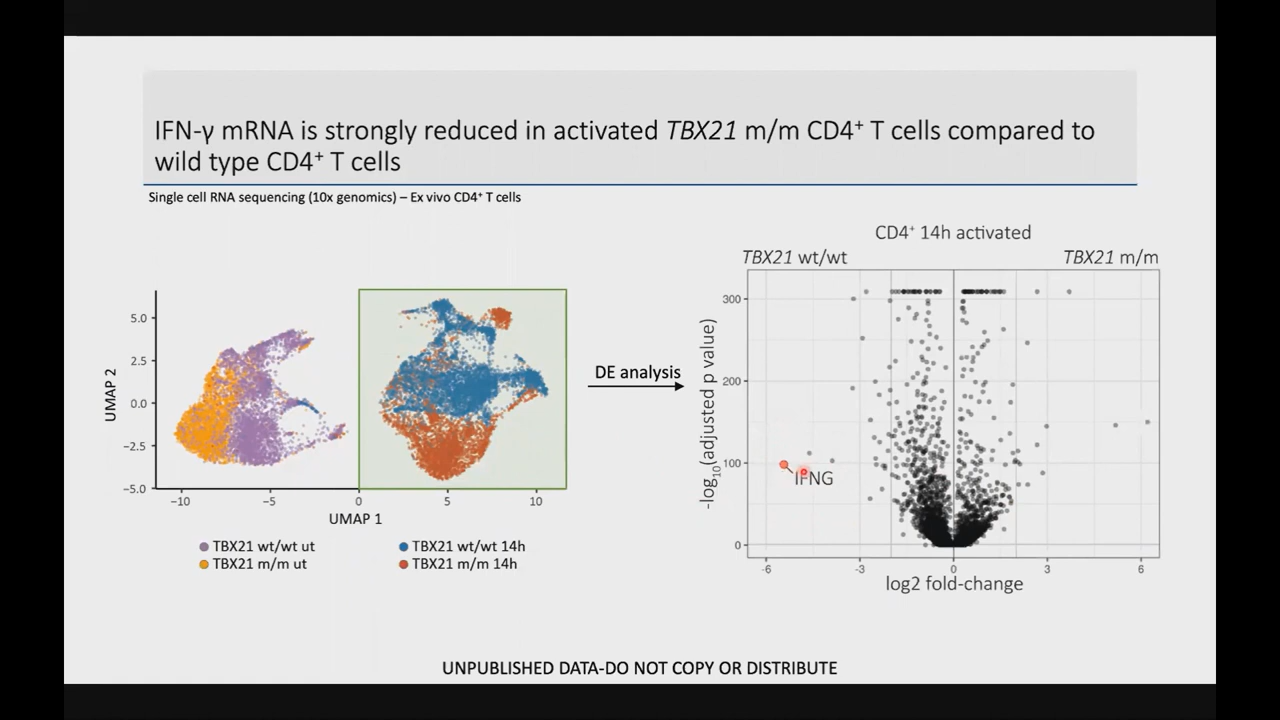 IFN-γ mRNA is strongly reduced in activated TBX21 m/m CD4⁺ T cells compared to
wild type CD4⁺ T cells
Single cell RNA sequencing (10x genomics) – Ex vivo CD4⁺ T cells
CD4⁺ 14h activated
TBX21 wt/wt
TBX21 m/m
UMAP 2
5.0
2.5
0.0
−2.5
−5.0
−10
−5
0
5
10
UMAP 1
TBX21 wt/wt ut
TBX21 m/m ut
TBX21 wt/wt 14h
TBX21 m/m 14h
DE analysis
-log₁₀(adjusted p value)
300
200
100
0
IFNG
-6
-3
0
3
6
log2 fold-change
UNPUBLISHED DATA-DO NOT COPY OR DISTRIBUTE